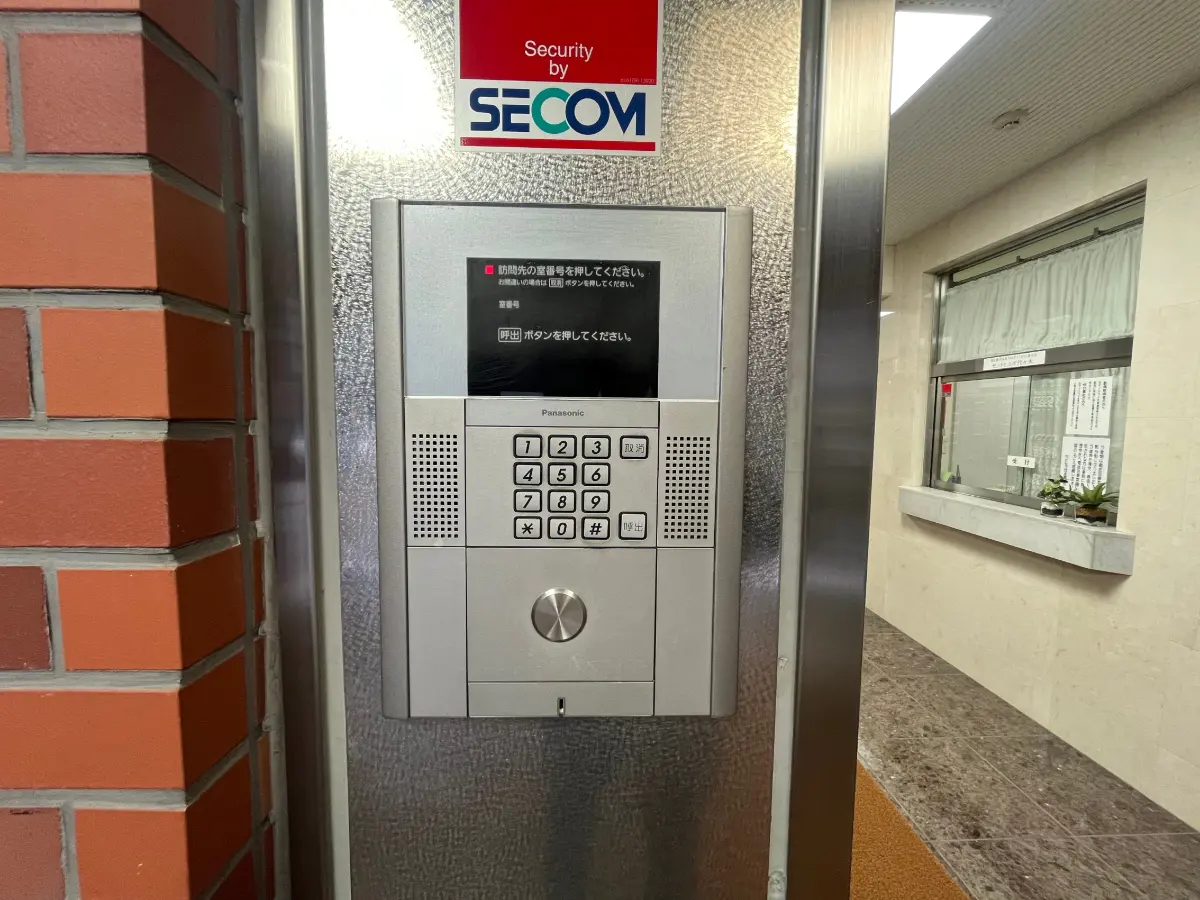 Security
by
SECOM
訪問先の室番号を押してください。
お間違いの場合は 取消 ボタンを押してください。
室番号
呼出 ボタンを押してください。
Panasonic
1 2 3 取消
4 5 6
7 8 9
* 0 # 呼出
受付